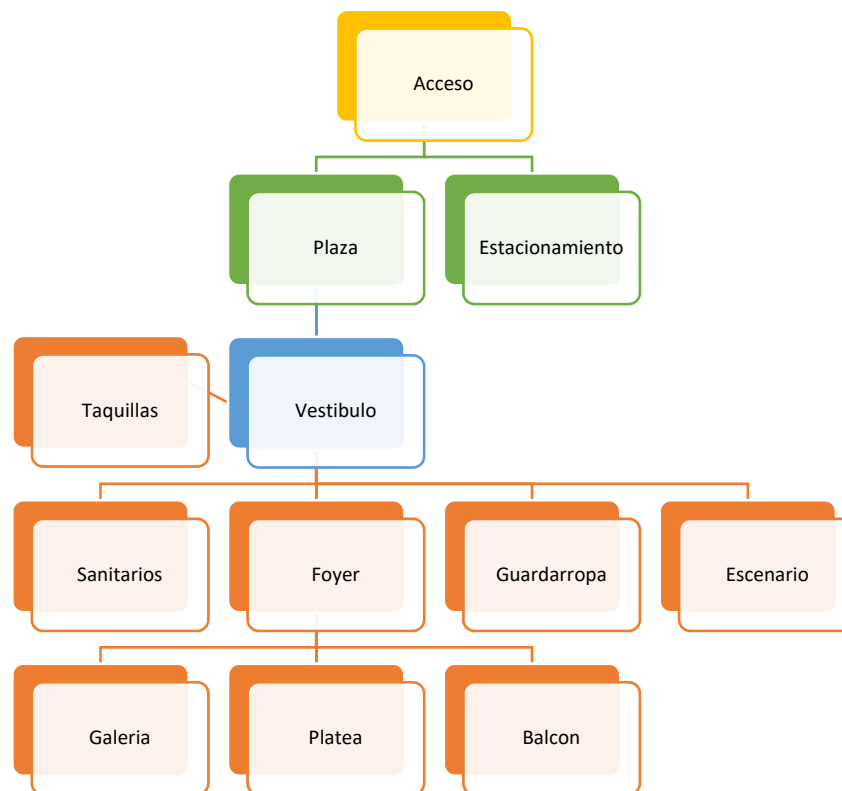 Acceso
Plaza
Estacionamiento
Taquillas
Vestibulo
Sanitarios
Foyer
Guardarropa
Escenario
Galeria
Platea
Balcon